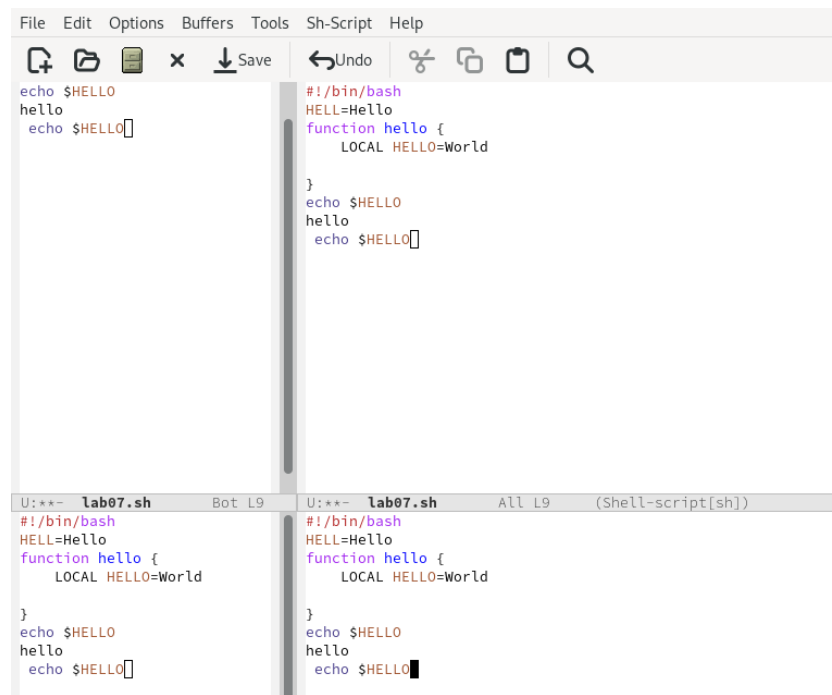 File Edit Options Buffers Tools Sh-Script Help
Save Undo
echo $HELLO
hello
 echo $HELLO
#!/bin/bash
HELL=Hello
function hello {
    LOCAL HELLO=World

}
echo $HELLO
hello
 echo $HELLO
U:**- lab07.sh Bot L9
U:**- lab07.sh All L9 (Shell-script[sh])
#!/bin/bash
HELL=Hello
function hello {
    LOCAL HELLO=World

}
echo $HELLO
hello
 echo $HELLO
#!/bin/bash
HELL=Hello
function hello {
    LOCAL HELLO=World

}
echo $HELLO
hello
 echo $HELLO